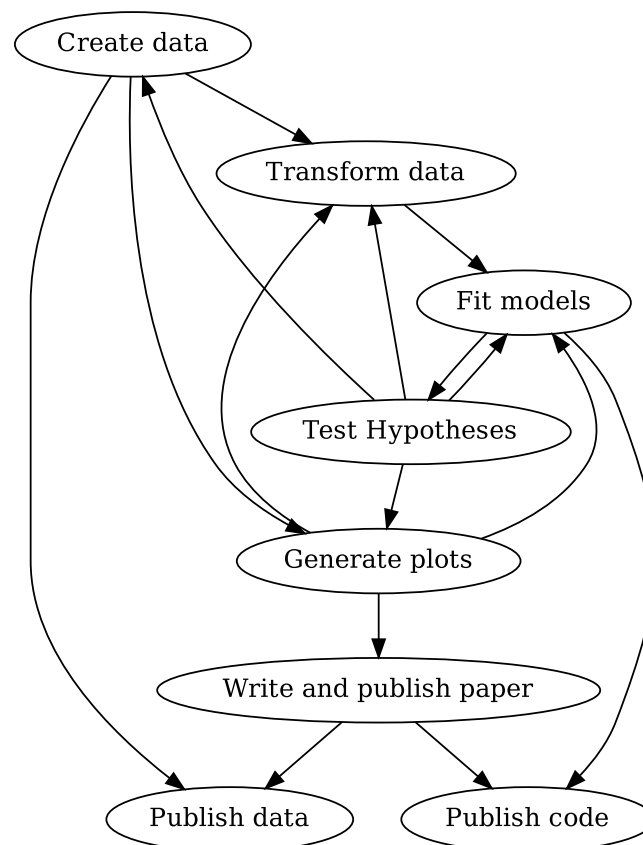 Create data
Transform data
Fit models
Test Hypotheses
Generate plots
Write and publish paper
Publish data
Publish code